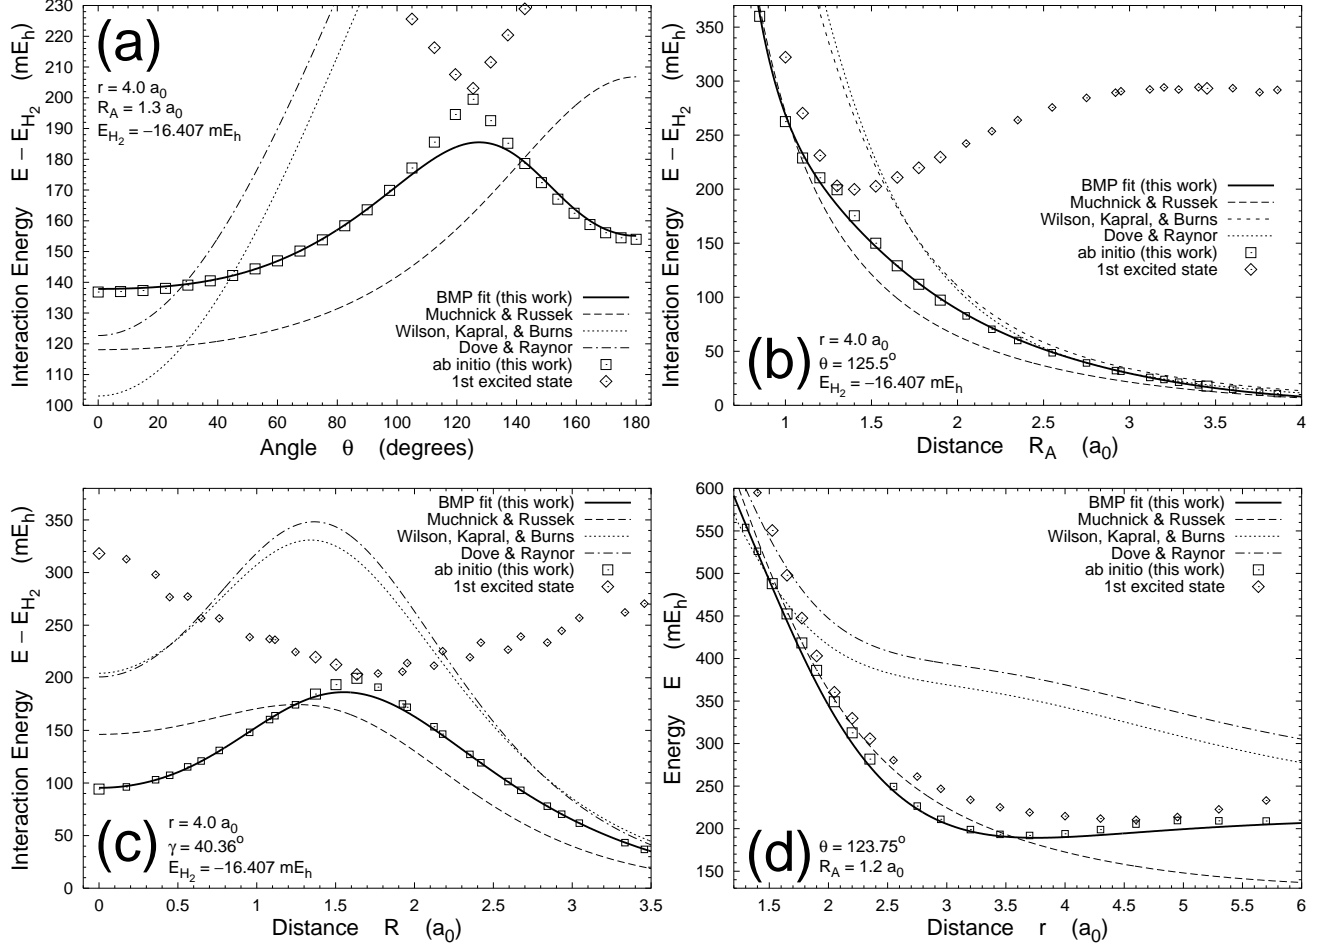 (a)
r = 4.0 a0
RA = 1.3 a0
EH2 = −16.407 mEh
230
220
210
200
190
180
170
160
150
140
130
120
110
100
Interaction Energy E − EH2 (mEh)
BMP fit (this work)
Muchnick & Russek
Wilson, Kapral, & Burns
Dove & Raynor
ab initio (this work)
1st excited state
0 20 40 60 80 100 120 140 160 180
Angle θ (degrees)
350
300
250
200
150
100
50
0
Interaction Energy E − EH2 (mEh)
BMP fit (this work)
Muchnick & Russek
Wilson, Kapral, & Burns
Dove & Raynor
ab initio (this work)
1st excited state
(b)
r = 4.0 a0
θ = 125.5o
EH2 = −16.407 mEh
1.0 1.5 2.0 2.5 3.0 3.5 4
Distance RA (a0)
350
300
250
200
150
100
50
0
Interaction Energy E − EH2 (mEh)
BMP fit (this work)
Muchnick & Russek
Wilson, Kapral, & Burns
Dove & Raynor
ab initio (this work)
1st excited state
(c)
r = 4.0 a0
γ = 40.36o
EH2 = −16.407 mEh
0 0.5 1.0 1.5 2.0 2.5 3.0 3.5
Distance R (a0)
600
550
500
450
400
350
300
250
200
150
Energy E (mEh)
BMP fit (this work)
Muchnick & Russek
Wilson, Kapral, & Burns
Dove & Raynor
ab initio (this work)
1st excited state
(d)
θ = 123.75o
RA = 1.2 a0
1.5 2 2.5 3 3.5 4 4.5 5 5.5 6
Distance r (a0)